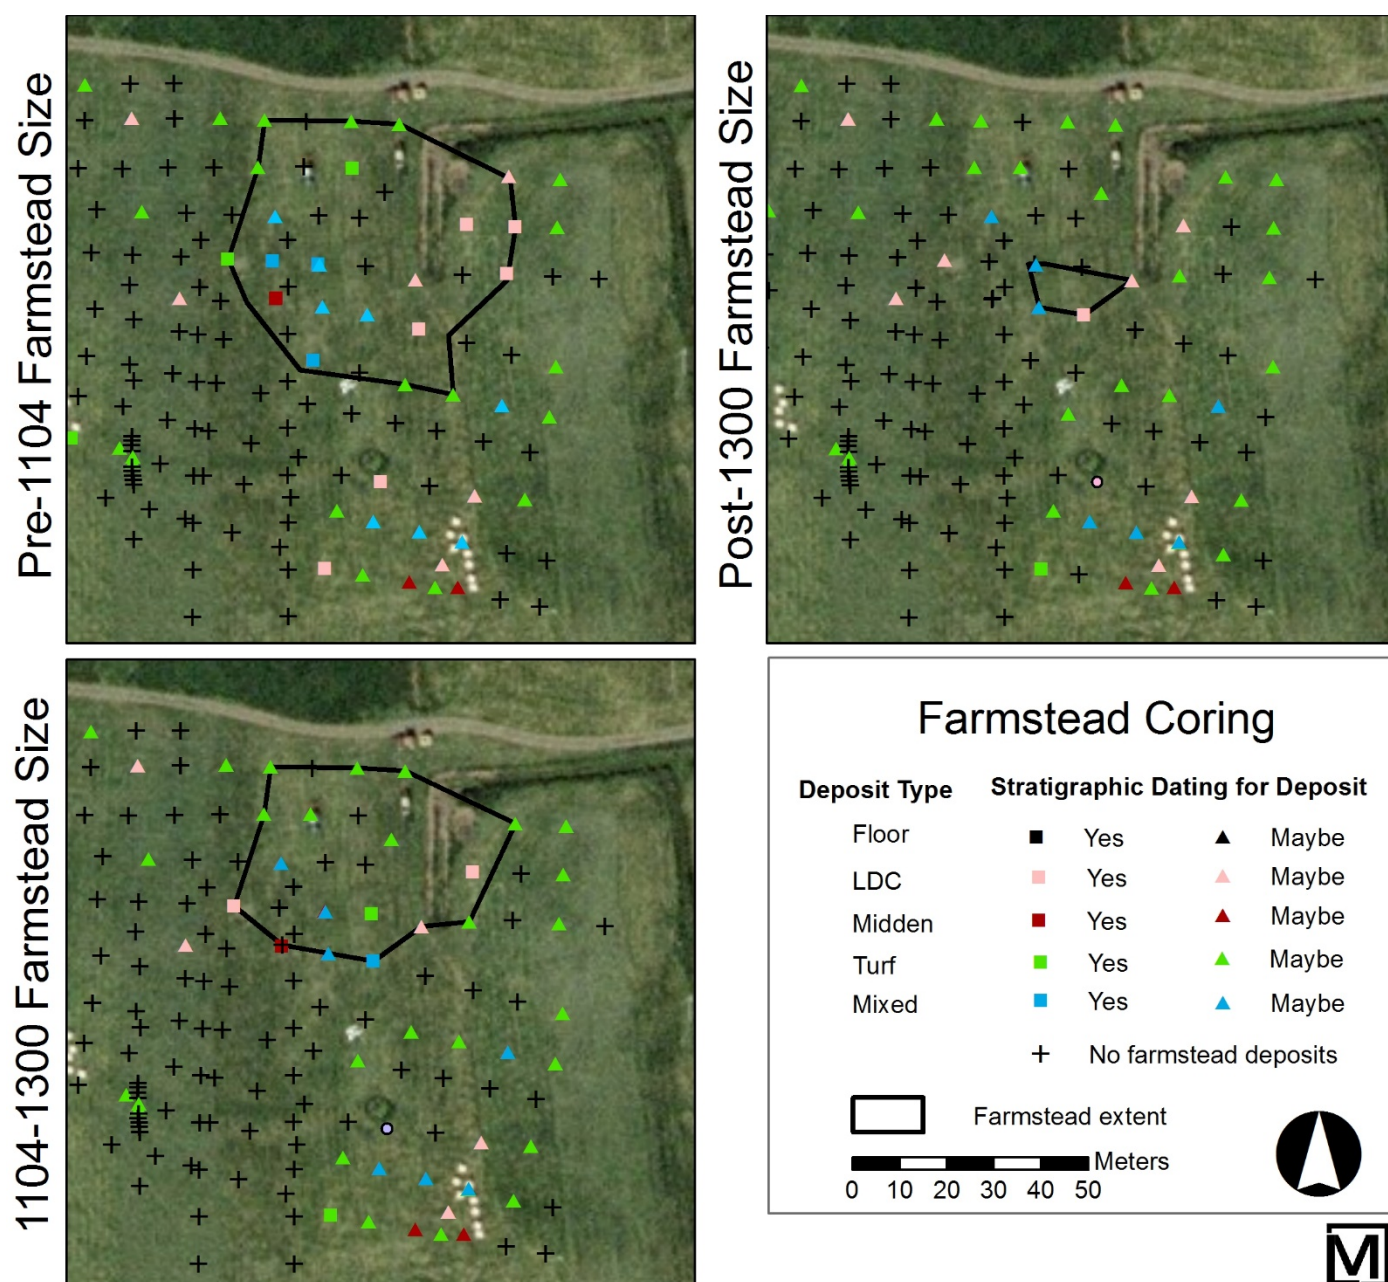 Pre-1104 Farmstead Size
Post-1300 Farmstead Size
1104-1300 Farmstead Size
Farmstead Coring
Deposit Type Stratigraphic Dating for Deposit
Floor Yes Maybe
LDC Yes Maybe
Midden Yes Maybe
Turf Yes Maybe
Mixed Yes Maybe
No farmstead deposits
Farmstead extent
Meters
0 10 20 30 40 50
M